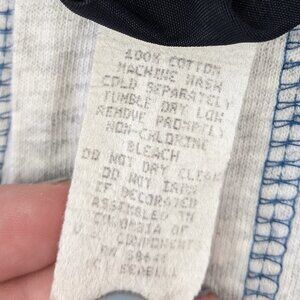 100% COTTON
MACHINE WASH
COLD SEPARATELY
TUMBLE DRY LOW
REMOVE PROMPTLY
NON-CHLORINE
BLEACH
DO NOT DRY CLEAN
DO NOT IRON
IF DECORATED
ASSEMBLED IN
COLOMBIA OF
U.S. COMPONENTS